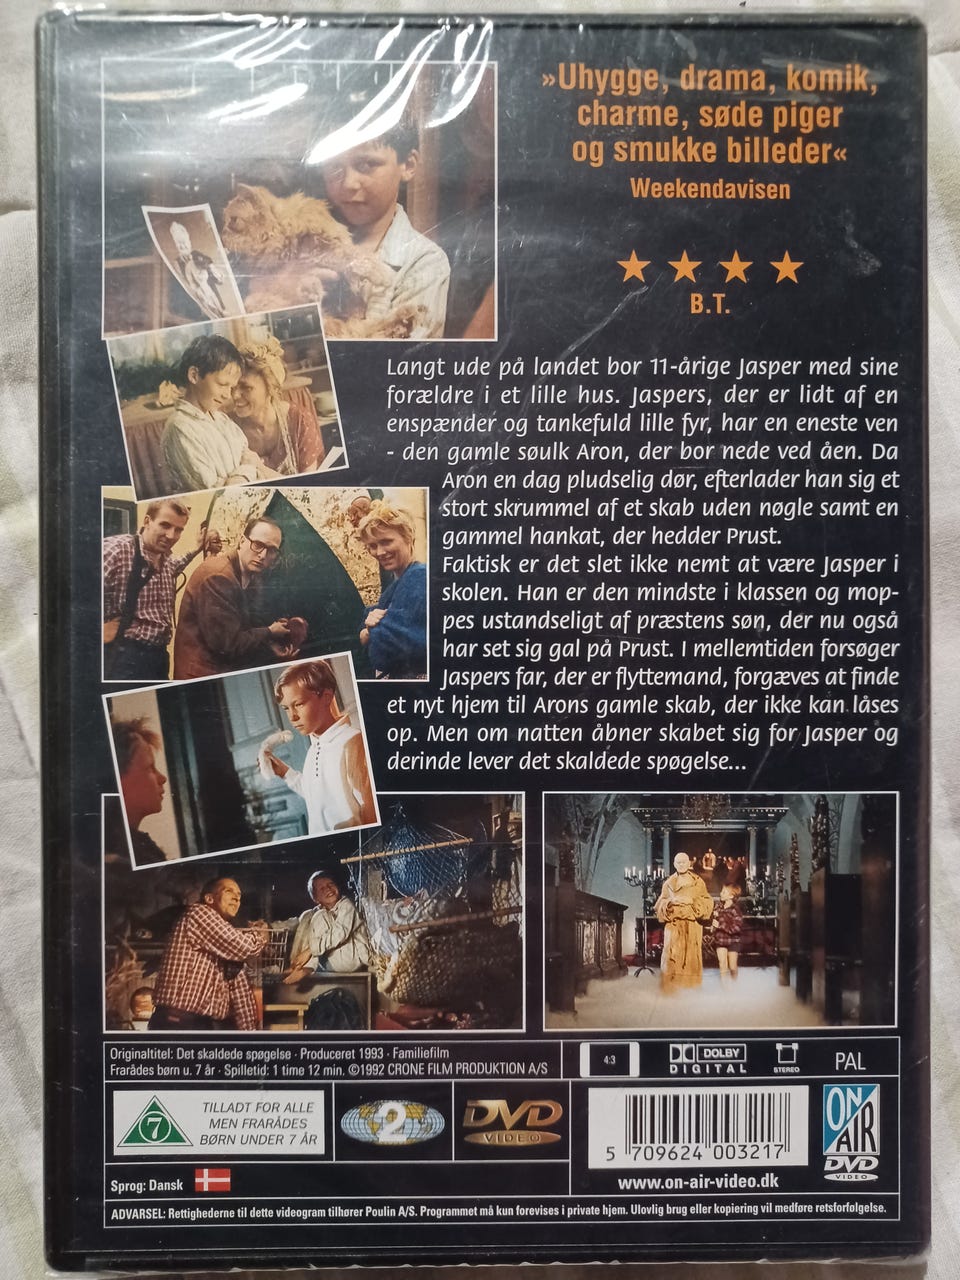 »Uhygge, drama, komik,
charme, søde piger
og smukke billeder«
Weekendavisen
B.T.
Langt ude på landet bor 11-årige Jasper med sine
forældre i et lille hus. Jaspers, der er lidt af en
enspænder og tankefuld lille fyr, har en eneste ven
- den gamle søulk Aron, der bor nede ved åen. Da
Aron en dag pludselig dør, efterlader han sig et
stort skrummel af et skab uden nøgle samt en
gammel hankat, der hedder Prust.
Faktisk er det slet ikke nemt at være Jasper i
skolen. Han er den mindste i klassen og mop-
pes ustandseligt af præstens søn, der nu også
har set sig gal på Prust. I mellemtiden forsøger
Jaspers far, der er flyttemand, forgæves at finde
et nyt hjem til Arons gamle skab, der ikke kan låses
op. Men om natten åbner skabet sig for Jasper og
derinde lever det skaldede spøgelse...
Originaltitel: Det skaldede spøgelse · Produceret 1993 · Familiefilm
Frarådes børn u. 7 år · Spilletid: 1 time 12 min. ©1992 CRONE FILM PRODUKTION A/S
4:3
DOLBY
DIGITAL
STEREO
PAL
7
TILLADT FOR ALLE
MEN FRARÅDES
BØRN UNDER 7 ÅR
2
DVD
VIDEO
5 709624 003217
www.on-air-video.dk
ON
AIR
DVD
VIDEO
Sprog: Dansk
ADVARSEL: Rettighederne til dette videogram tilhører Poulin A/S. Programmet må kun forevises i private hjem. Ulovlig brug eller kopiering vil medføre retsforfølgelse.